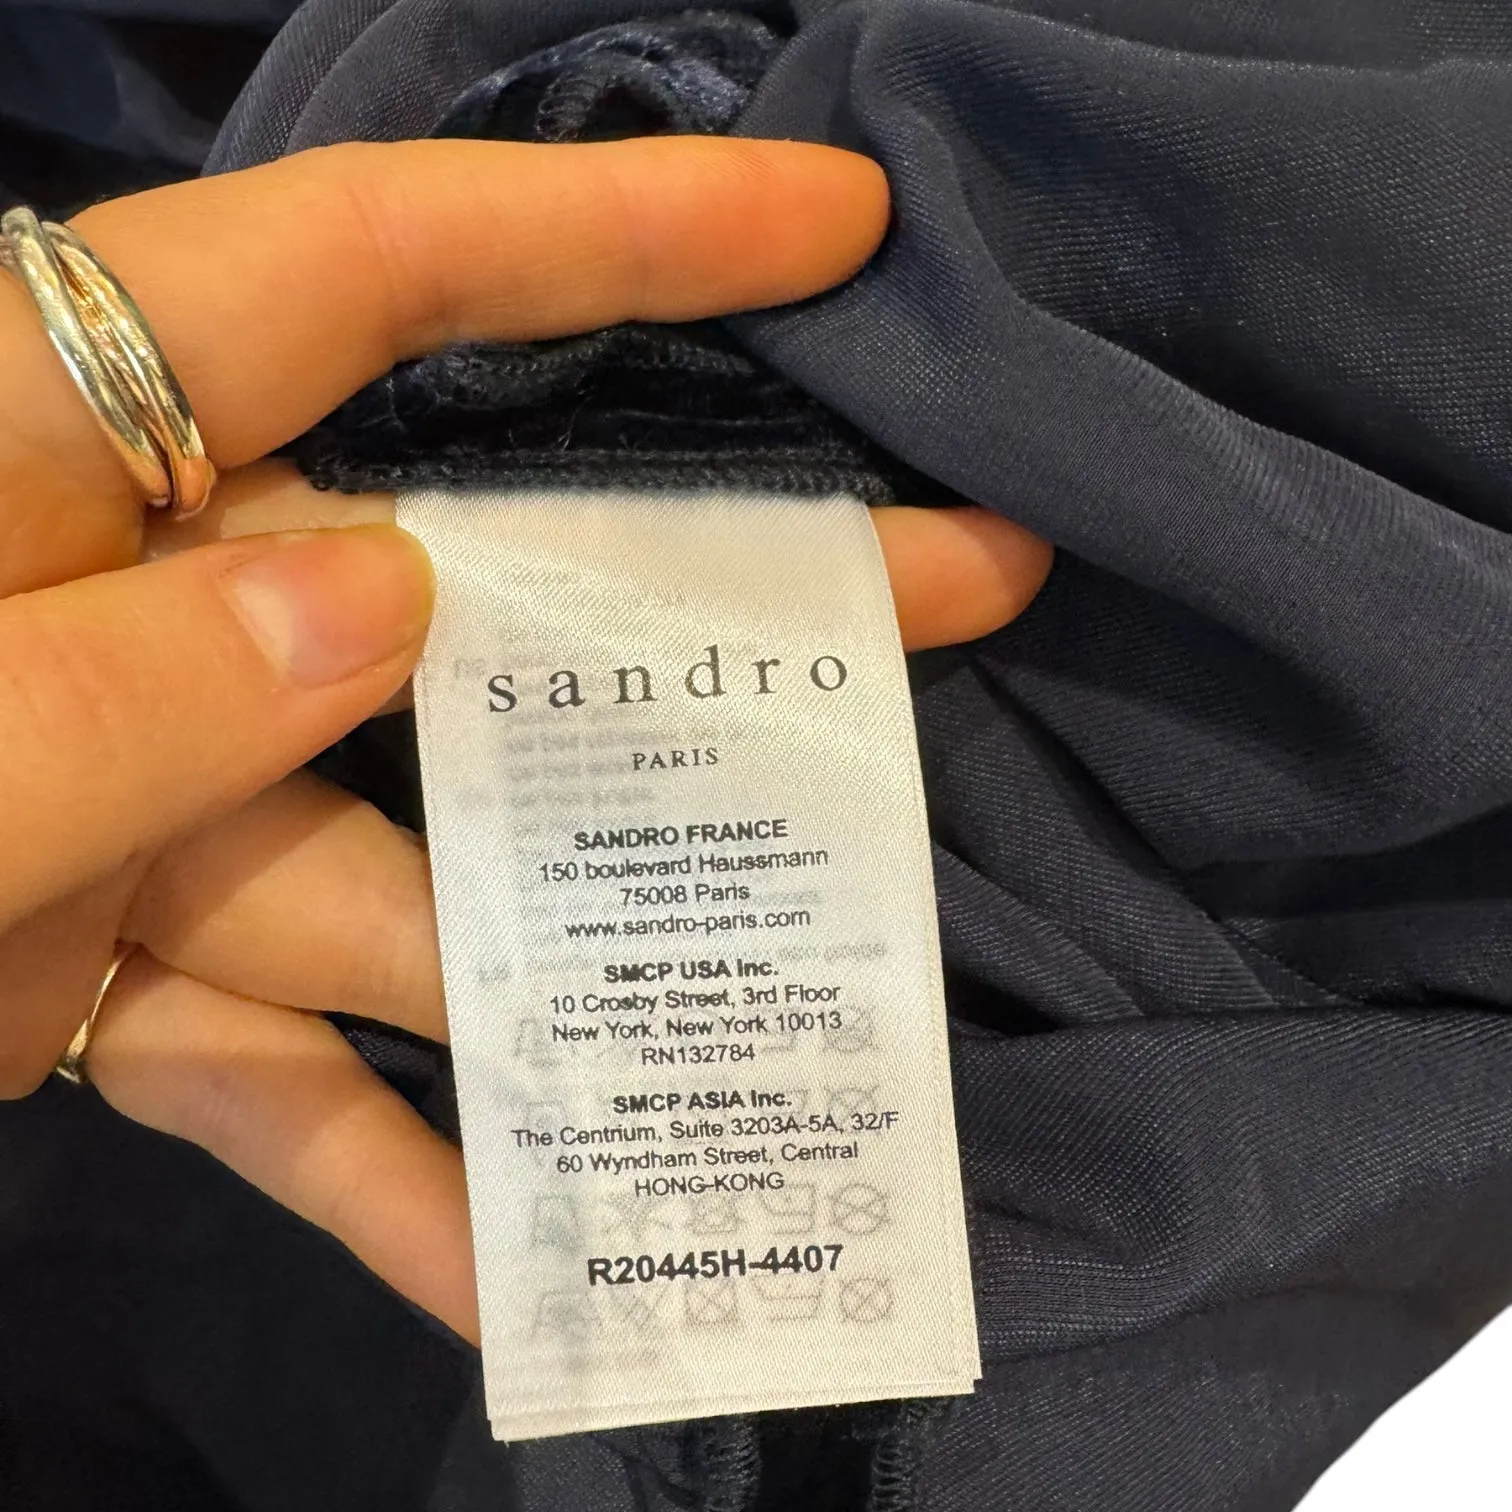 sandro
PARIS
SANDRO FRANCE
150 boulevard Haussmann
75008 Paris
www.sandro-paris.com
SMCP USA Inc.
10 Crosby Street, 3rd Floor
New York, New York 10013
RN132784
SMCP ASIA Inc.
The Centrium, Suite 3203A-5A, 32/F
60 Wyndham Street, Central
HONG-KONG
R20445H-4407